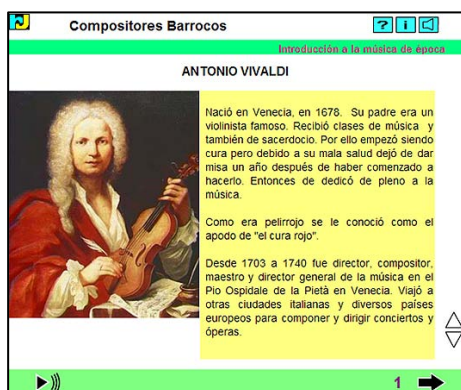 Compositores Barrocos
? i
Introducción a la música de época
ANTONIO VIVALDI
Nació en Venecia, en 1678. Su padre era un
violinista famoso. Recibió clases de música y
también de sacerdocio. Por ello empezó siendo
cura pero debido a su mala salud dejó de dar
misa un año después de haber comenzado a
hacerlo. Entonces de dedicó de pleno a la
música.
Como era pelirrojo se le conoció como el
apodo de "el cura rojo".
Desde 1703 a 1740 fue director, compositor,
maestro y director general de la música en el
Pio Ospidale de la Pietà en Venecia. Viajó a
otras ciudades italianas y diversos países
europeos para componer y dirigir conciertos y
óperas.
1